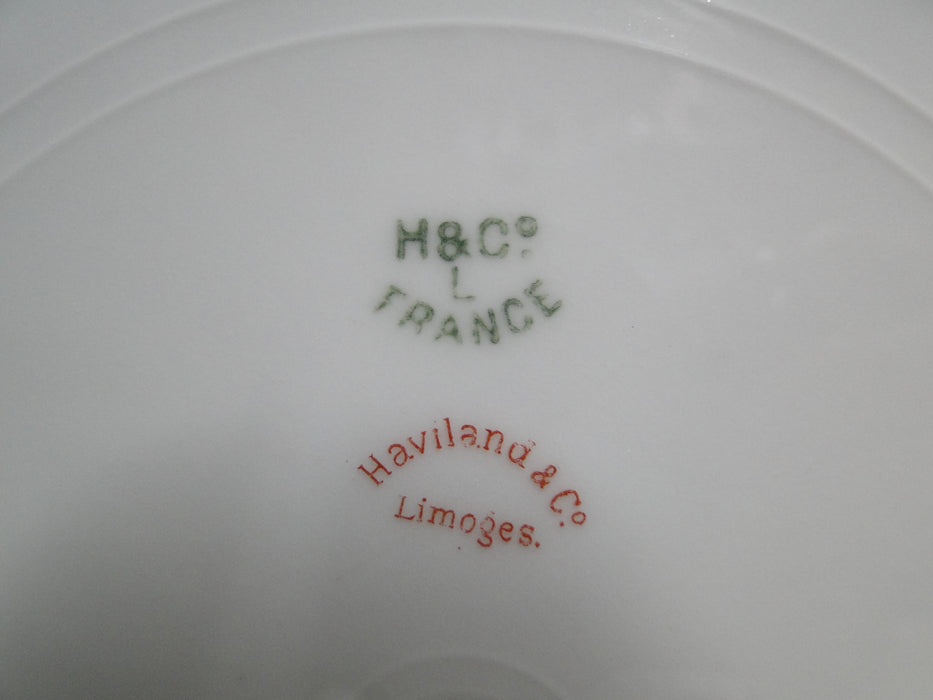 H&Co
L
FRANCE
Haviland & Co
Limoges.